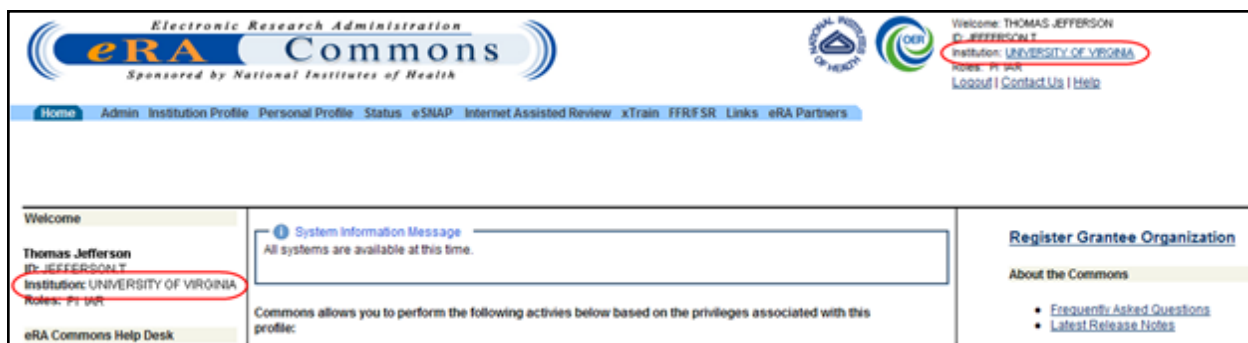 Electronic Research Administration
eRA Commons
Sponsored by National Institutes of Health
NATIONAL INSTITUTES OF HEALTH
OER
Welcome: THOMAS JEFFERSON
ID: JEFFERSON.T
Institution: UNIVERSITY OF VIRGINIA
Roles: PI IAR
Logout | Contact Us | Help
Home Admin Institution Profile Personal Profile Status eSNAP Internet Assisted Review xTrain FFR/FSR Links eRA Partners
Welcome
Thomas Jefferson
ID: JEFFERSON.T
Institution: UNIVERSITY OF VIRGINIA
Roles: PI IAR
eRA Commons Help Desk
System Information Message
All systems are available at this time.
Commons allows you to perform the following activies below based on the privileges associated with this
profile:
Register Grantee Organization
About the Commons
Frequently Asked Questions
Latest Release Notes